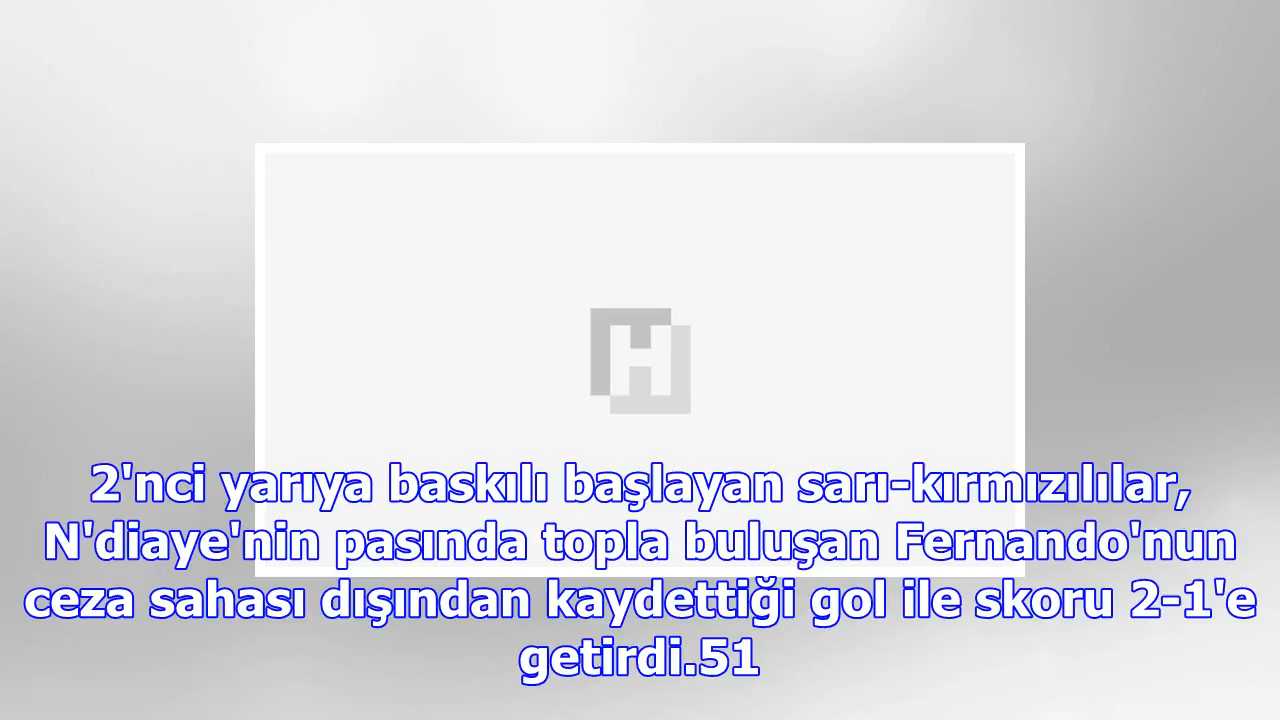 H
2'nci yarıya baskılı başlayan sarı-kırmızılılar,
N'diaye'nin pasında topla buluşan Fernando'nun
ceza sahası dışından kaydettiği gol ile skoru 2-1'e
getirdi.51